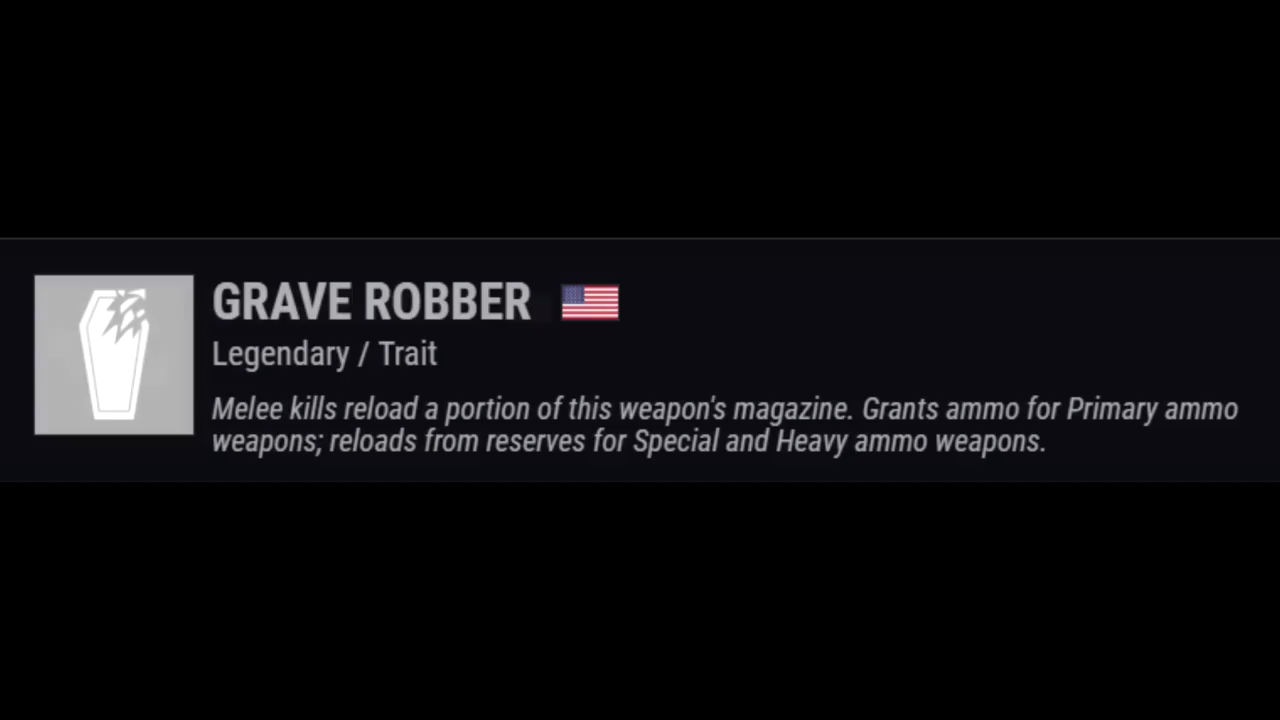 GRAVE ROBBER
Legendary / Trait
Melee kills reload a portion of this weapon's magazine. Grants ammo for Primary ammo
weapons; reloads from reserves for Special and Heavy ammo weapons.